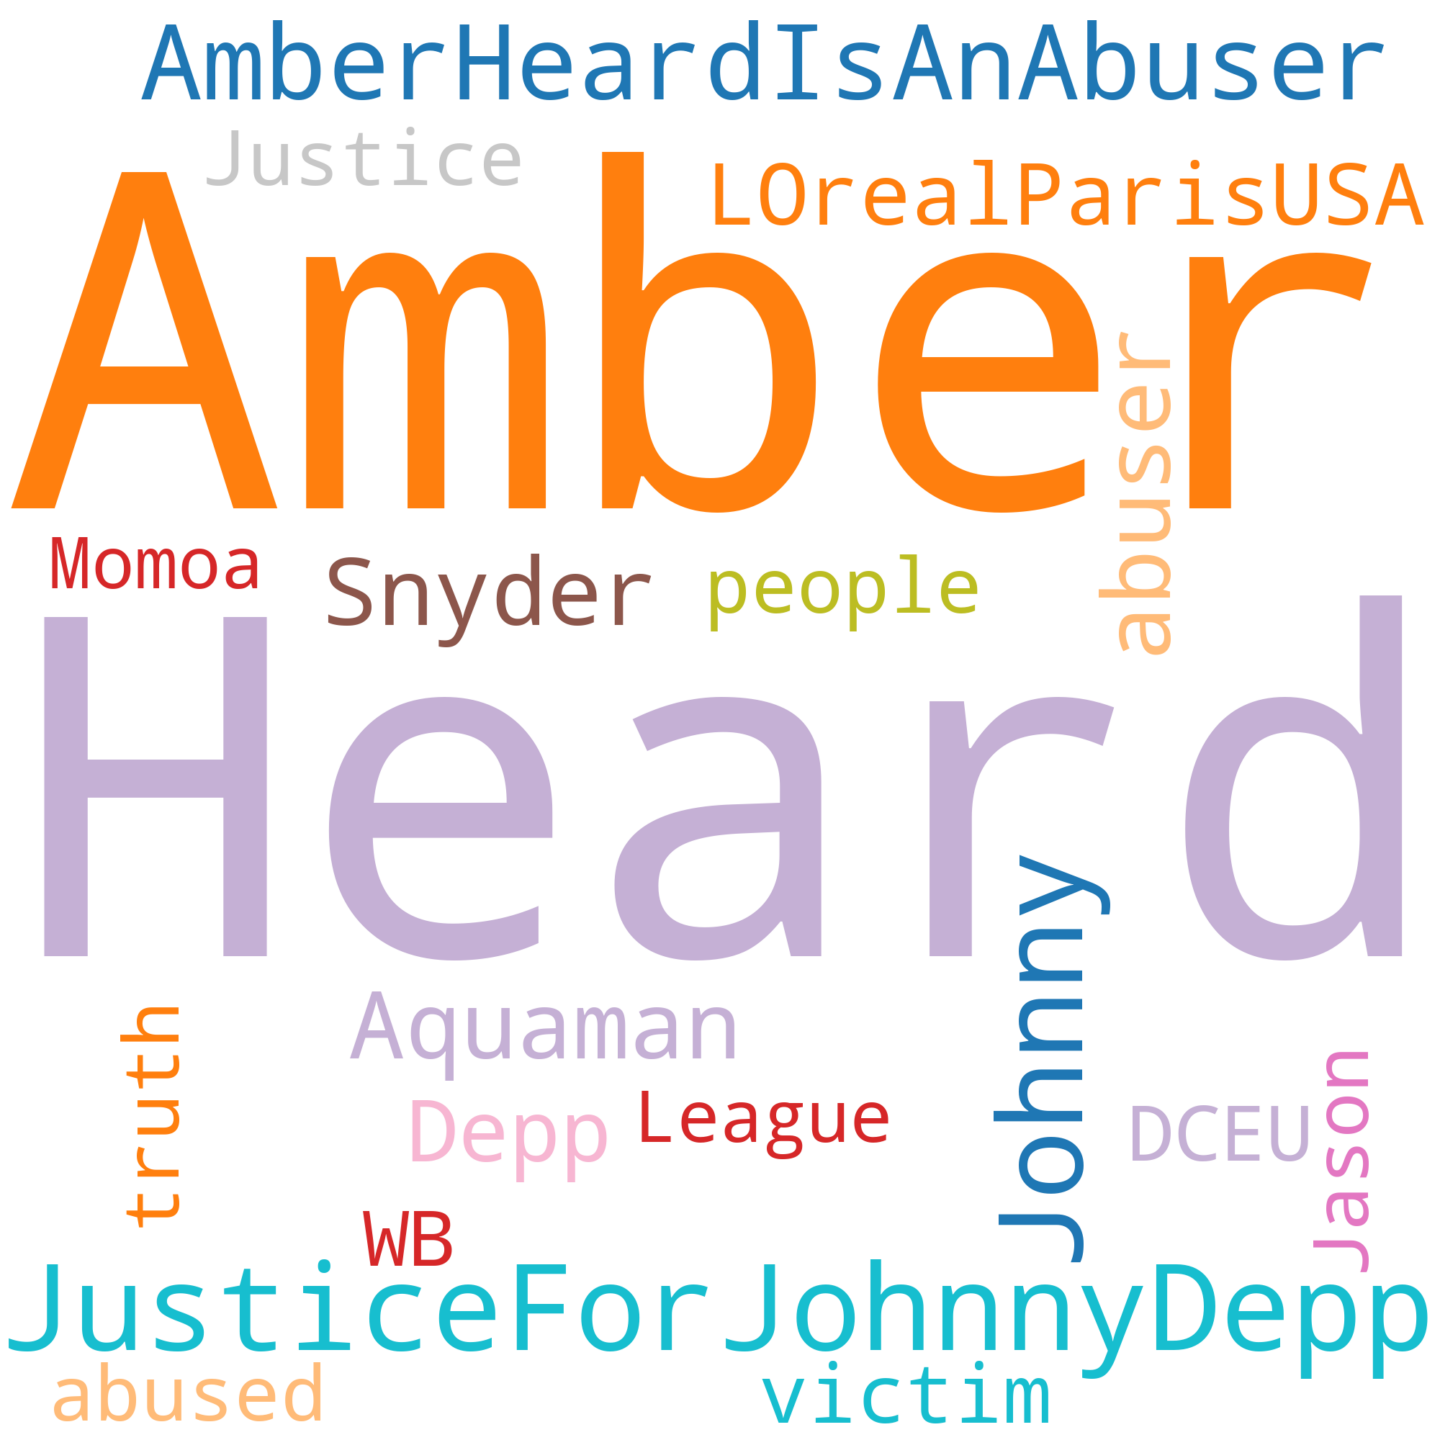 AmberHeardIsAnAbuser
Justice
LOrealParisUSA
Amber
abuser
Momoa
Snyder
people
Heard
Johnny
truth
Aquaman
Depp
League
DCEU
Jason
WB
JusticeForJohnnyDepp
abused
victim